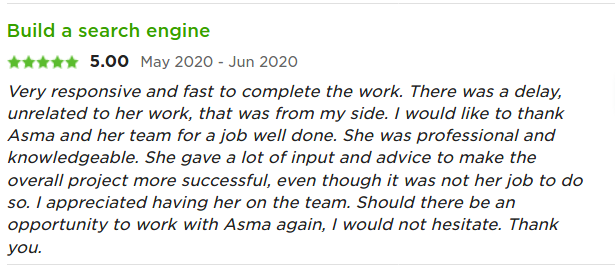 Build a search engine
5.00 May 2020 - Jun 2020
Very responsive and fast to complete the work. There was a delay,
unrelated to her work, that was from my side. I would like to thank
Asma and her team for a job well done. She was professional and
knowledgeable. She gave a lot of input and advice to make the
overall project more successful, even though it was not her job to do
so. I appreciated having her on the team. Should there be an
opportunity to work with Asma again, I would not hesitate. Thank
you.